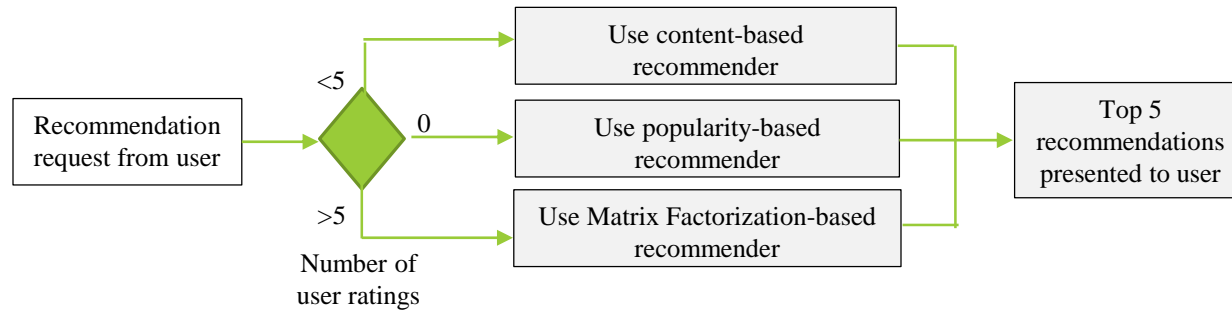 Recommendation
request from user
<5
0
>5
Number of
user ratings
Use content-based
recommender
Use popularity-based
recommender
Use Matrix Factorization-based
recommender
Top 5
recommendations
presented to user